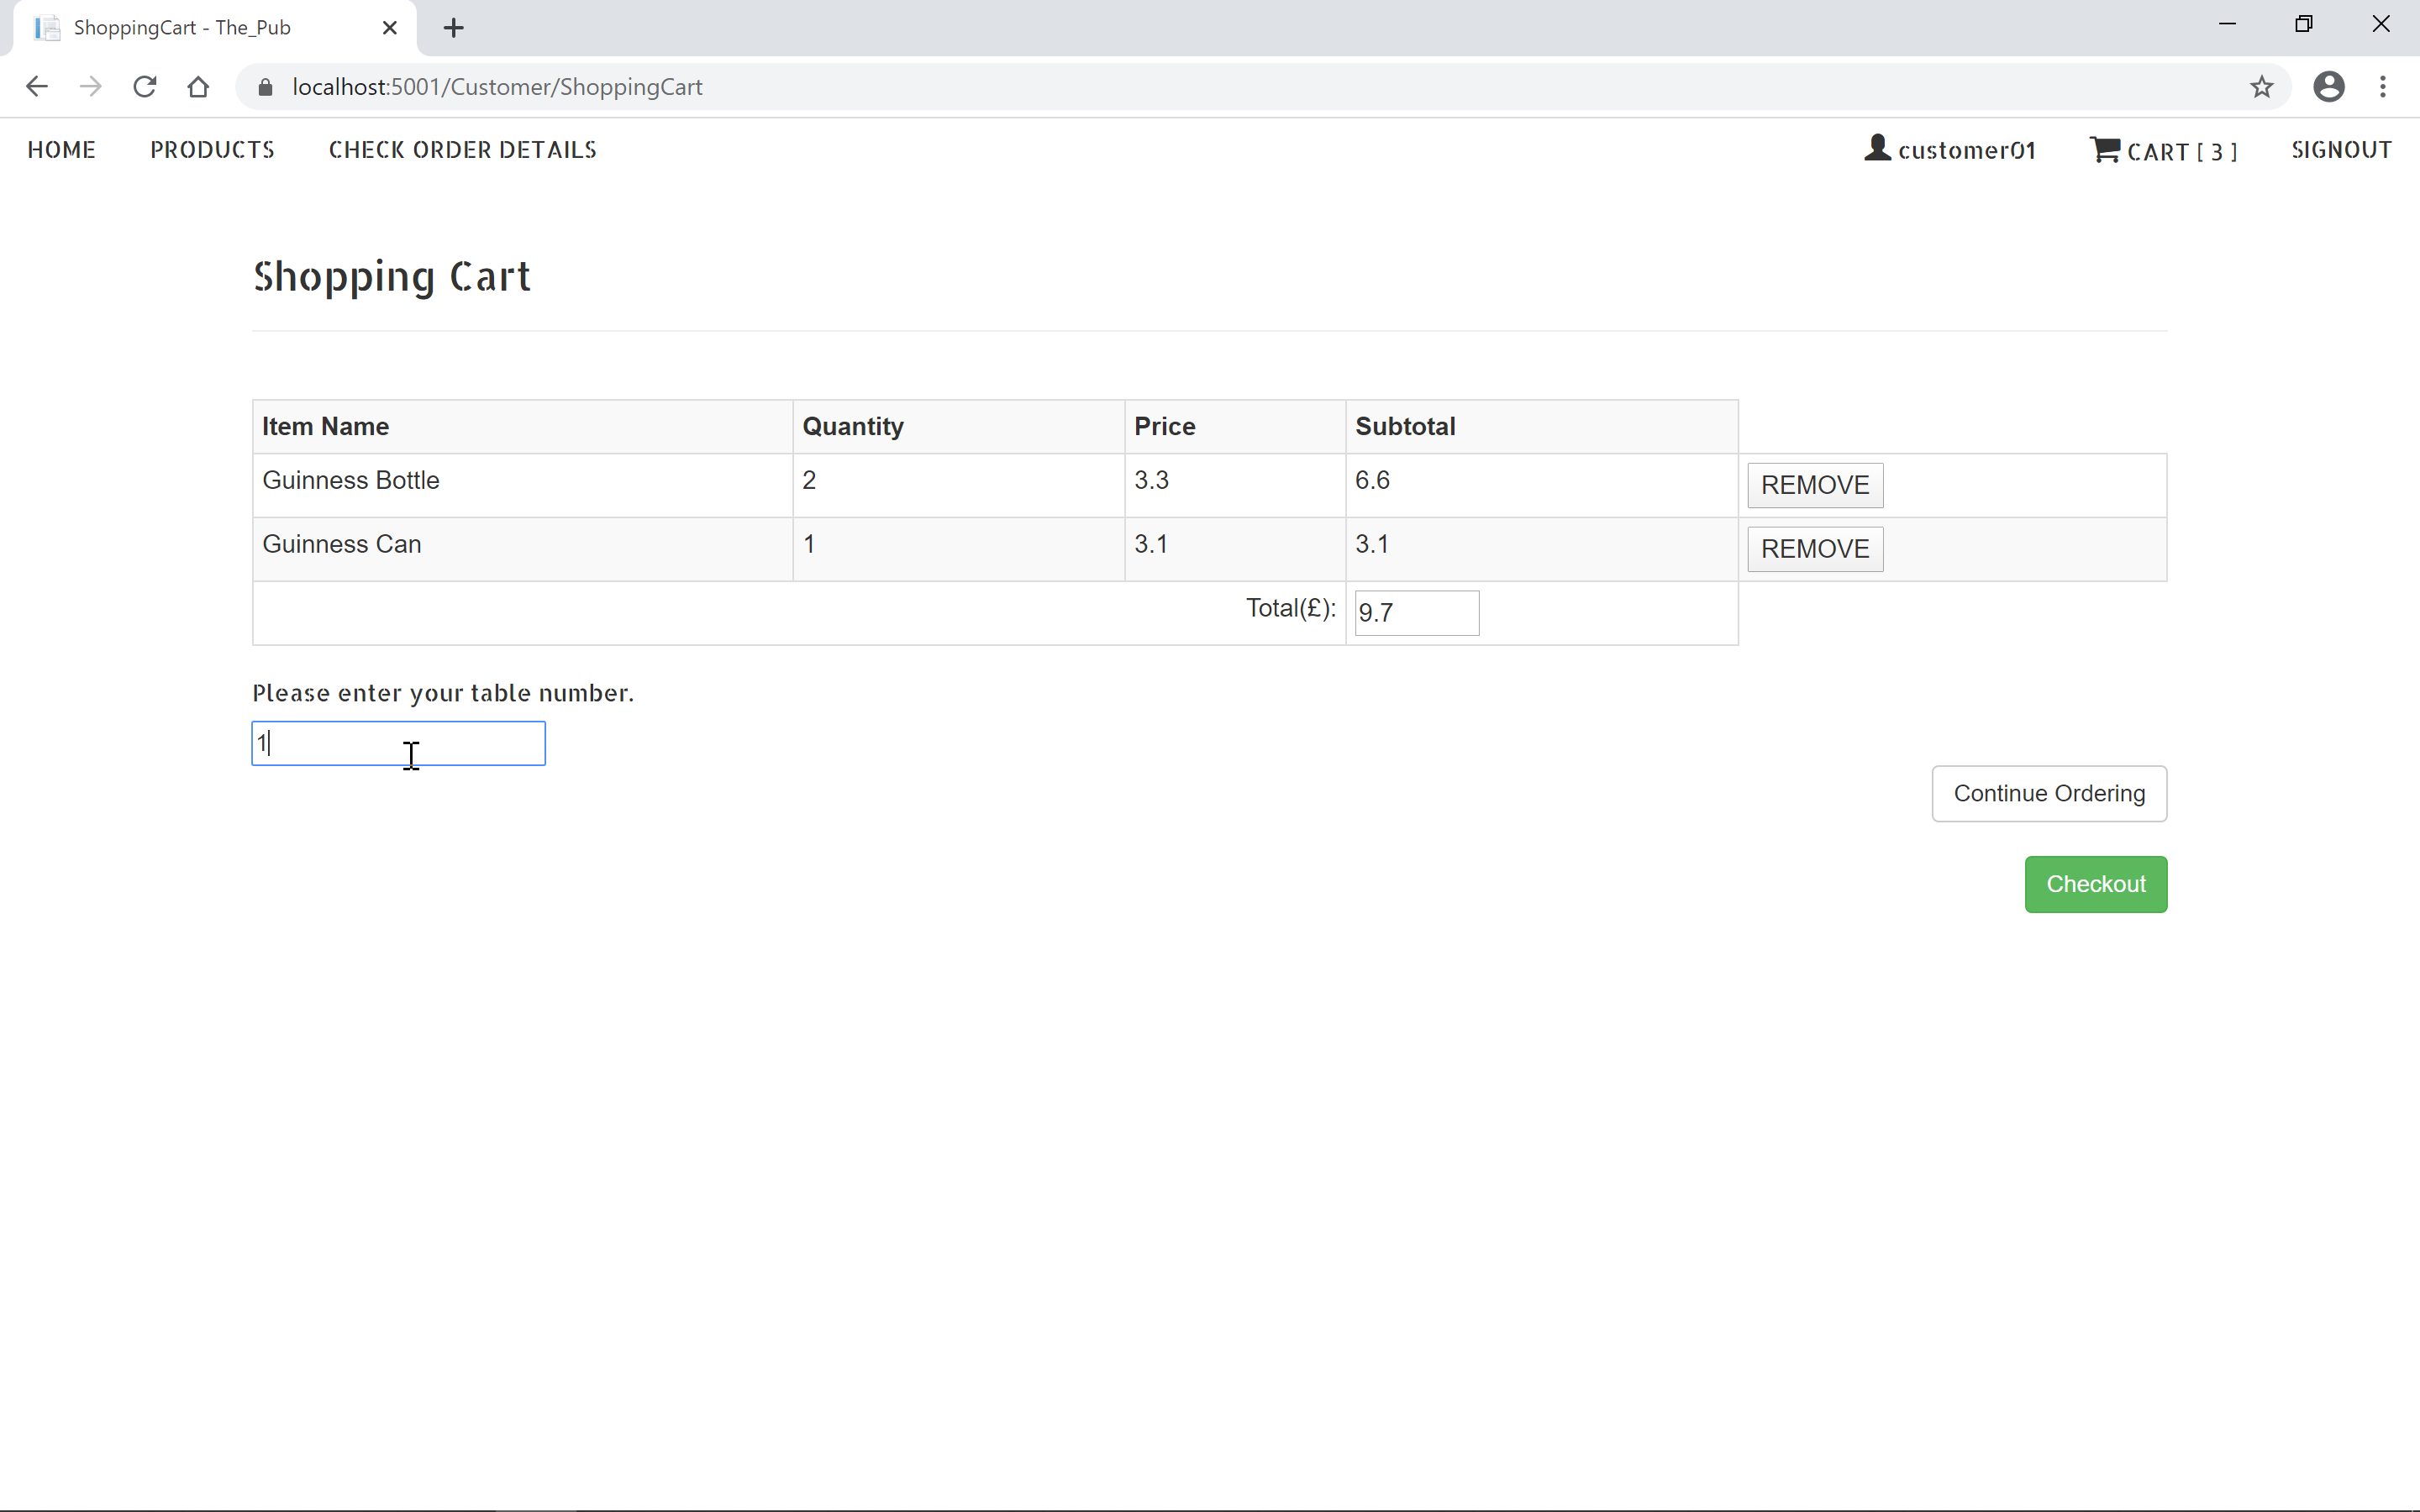 ShoppingCart - The_Pub
localhost:5001/Customer/ShoppingCart
HOME PRODUCTS CHECK ORDER DETAILS customer01 CART [ 3 ] SIGNOUT
Shopping Cart
Item Name Quantity Price Subtotal
Guinness Bottle 2 3.3 6.6 REMOVE
Guinness Can 1 3.1 3.1 REMOVE
Total(£): 9.7
Please enter your table number.
1
Continue Ordering
Checkout